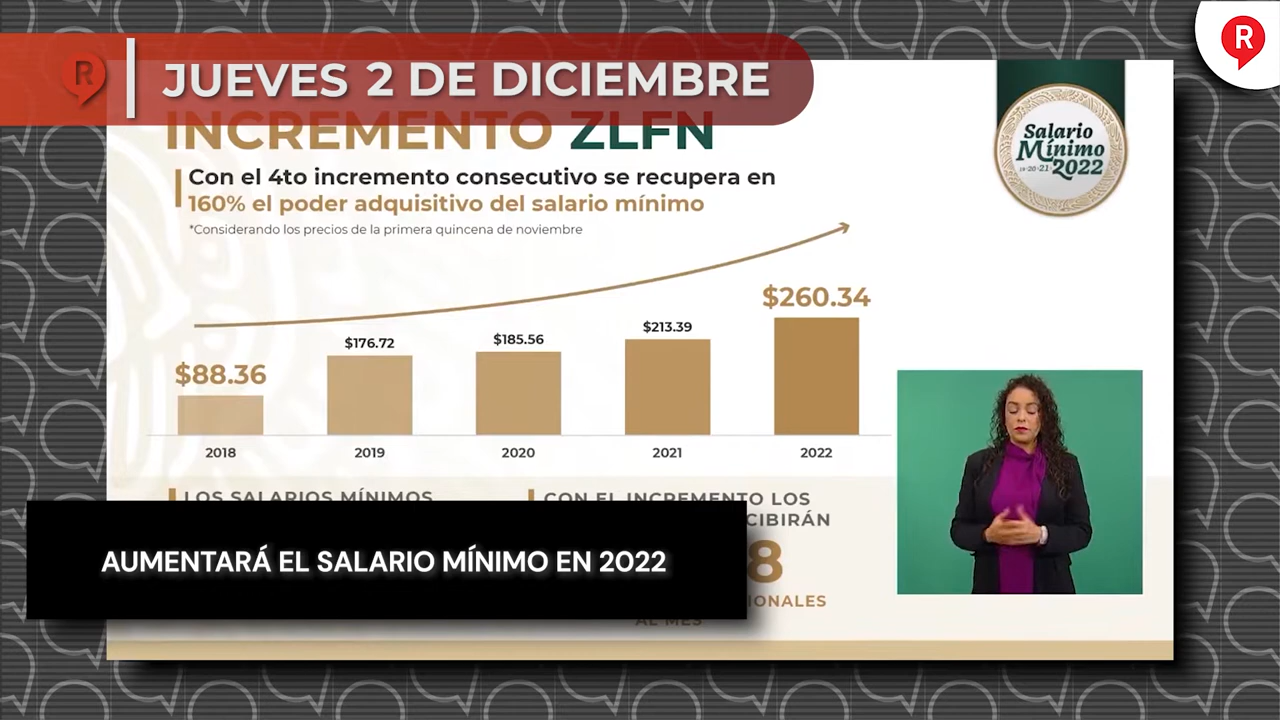 R
R
JUEVES 2 DE DICIEMBRE
INCREMENTO ZLFN
Salario
Mínimo
2022
Con el 4to incremento consecutivo se recupera en
160% el poder adquisitivo del salario mínimo
*Considerando los precios de la primera quincena de noviembre
$88.36
$176.72
$185.56
$213.39
$260.34
2018
2019
2020
2021
2022
LOS SALARIOS MÍNIMOS
CON EL INCREMENTO LOS
CIBIRÁN
8
IONALES
AL MES
AUMENTARÁ EL SALARIO MÍNIMO EN 2022